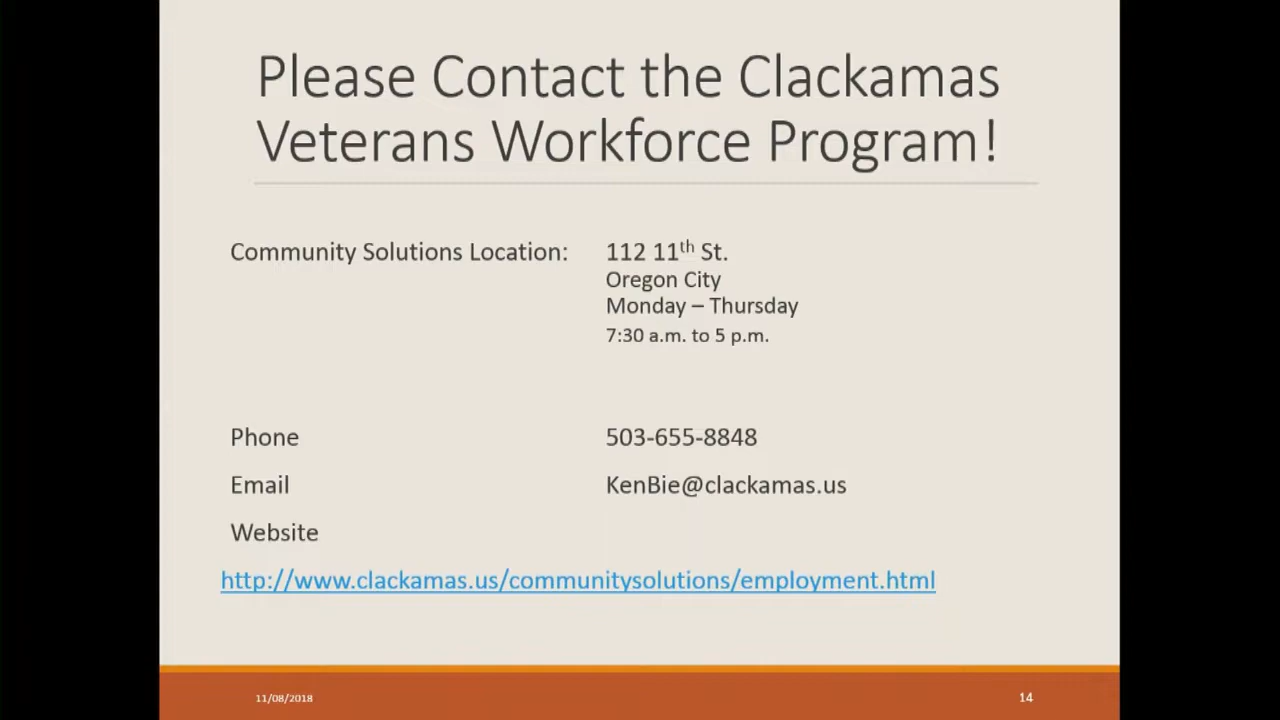 Please Contact the Clackamas
Veterans Workforce Program!
Community Solutions Location: 112 11th St.
Oregon City
Monday – Thursday
7:30 a.m. to 5 p.m.
Phone 503-655-8848
Email KenBie@clackamas.us
Website
http://www.clackamas.us/communitysolutions/employment.html
11/08/2018 14